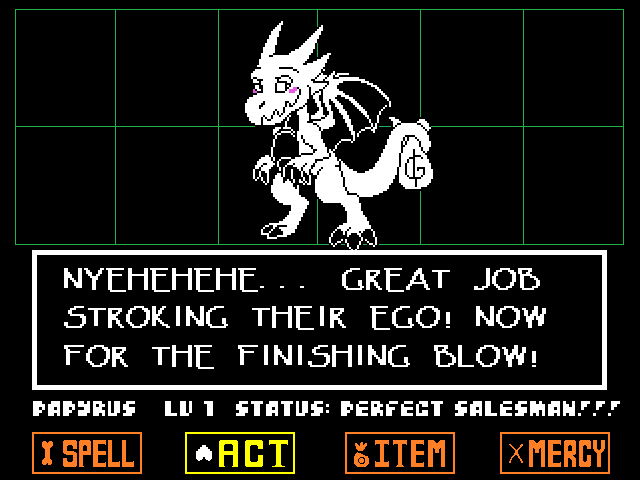 G
NYEHEHEHE... GREAT JOB
STROKING THEIR EGO! NOW
FOR THE FINISHING BLOW!
PAPYRUS LV 1 STATUS: PERFECT SALESMAN!!!
SPELL ACT ITEM MERCY